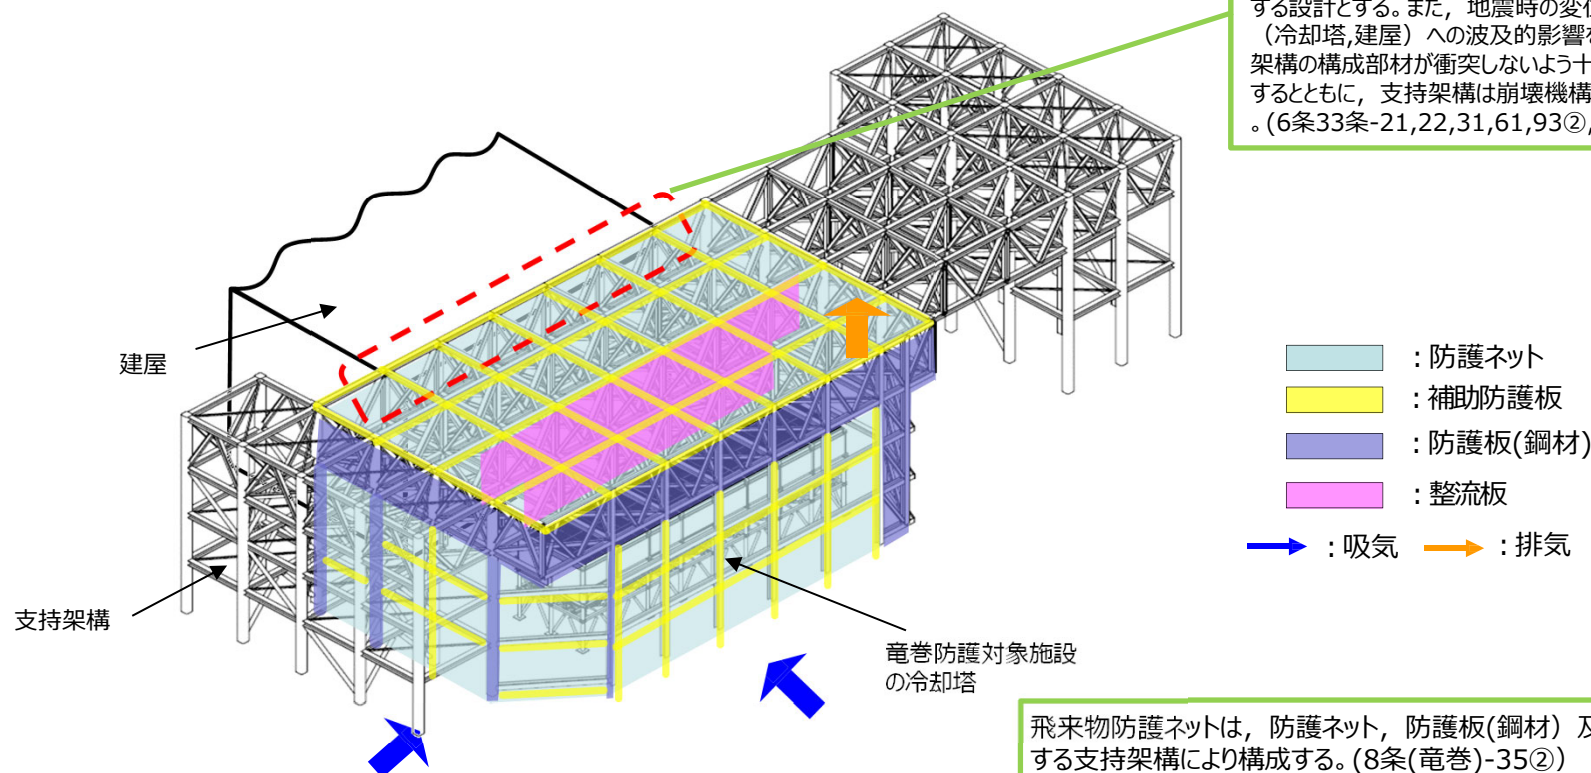 する設計とする。また，地震時の変位
（冷却塔,建屋）への波及的影響を
架構の構成部材が衝突しないよう十
するとともに，支持架構は崩壊機構
。(6条33条-21,22,31,61,93②,
建屋
：防護ネット
：補助防護板
：防護板(鋼材)
：整流板
：吸気 ：排気
支持架構
竜巻防護対象施設
の冷却塔
飛来物防護ネットは，防護ネット，防護板(鋼材）及
する支持架構により構成する。(8条(竜巻)-35②）